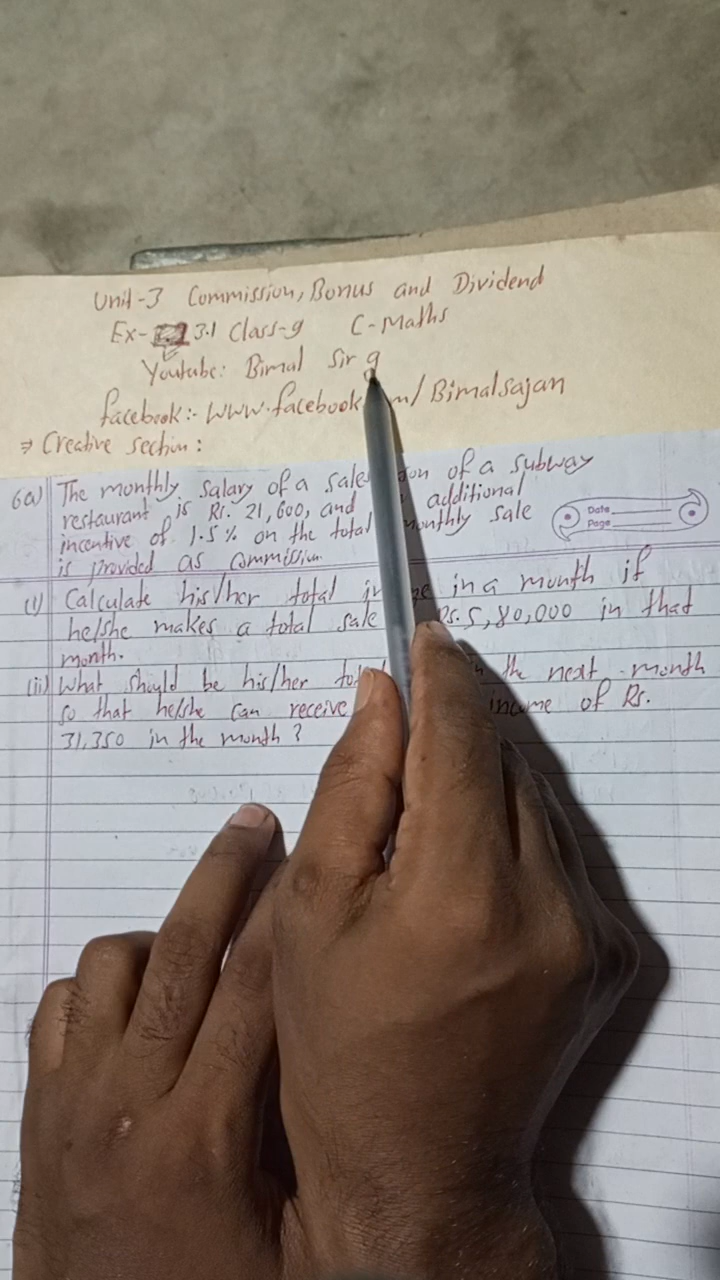 Unit-3 Commission, Bonus and Dividend
Ex- 3.1 Class-9 C-Maths
Youtube: Bimal Sir g
facebook:- www.facebook m/Bimalsajan
⇒ Creative section:
6a) The monthly salary of a sales on of a subway
restaurant is Rs. 21,600, and additional
incentive of 1.5% on the total monthly sale
is provided as commission.
Date
Page
(i) Calculate his/her total in a month if
he/she makes a total sale Rs. 5,80,000 in that
month.
(ii) What should be his/her in the next month
so that he/she can receive income of Rs.
31,350 in the month?